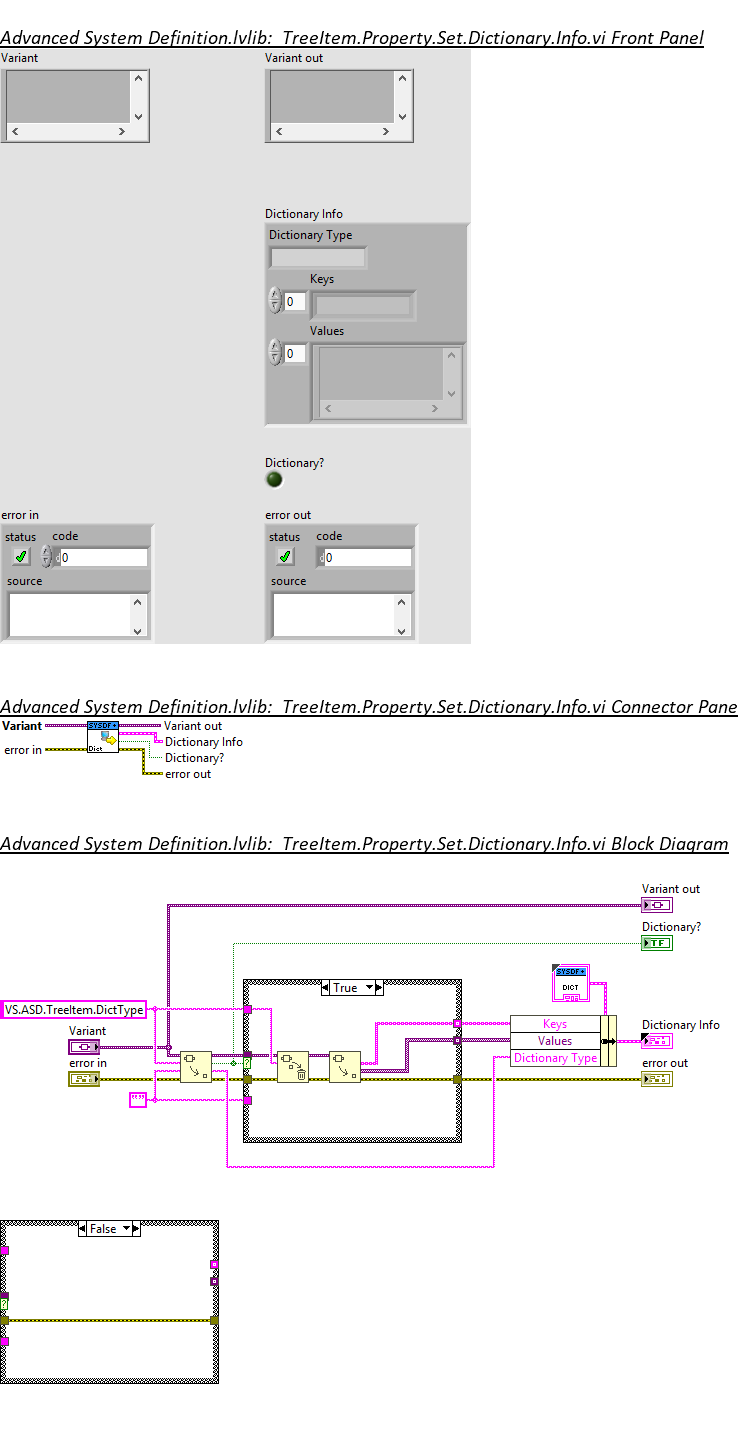 Advanced System Definition.lvlib:  TreeItem.Property.Set.Dictionary.Info.vi Front Panel
Variant
Variant out
Dictionary Info
Dictionary Type
Keys
0
Values
0
Dictionary?
error in
error out
status code
0
status code
0
source
source
Advanced System Definition.lvlib:  TreeItem.Property.Set.Dictionary.Info.vi Connector Pane
Variant
SYSDF +
Dict
Variant out
error in
Dictionary Info
Dictionary?
error out
Advanced System Definition.lvlib:  TreeItem.Property.Set.Dictionary.Info.vi Block Diagram
Variant out
Dictionary?
TF
True
SYSDF +
DICT
VS.ASD.TreeItem.DictType
Variant
error in
?
Keys
Values
Dictionary Type
Dictionary Info
error out
False
?